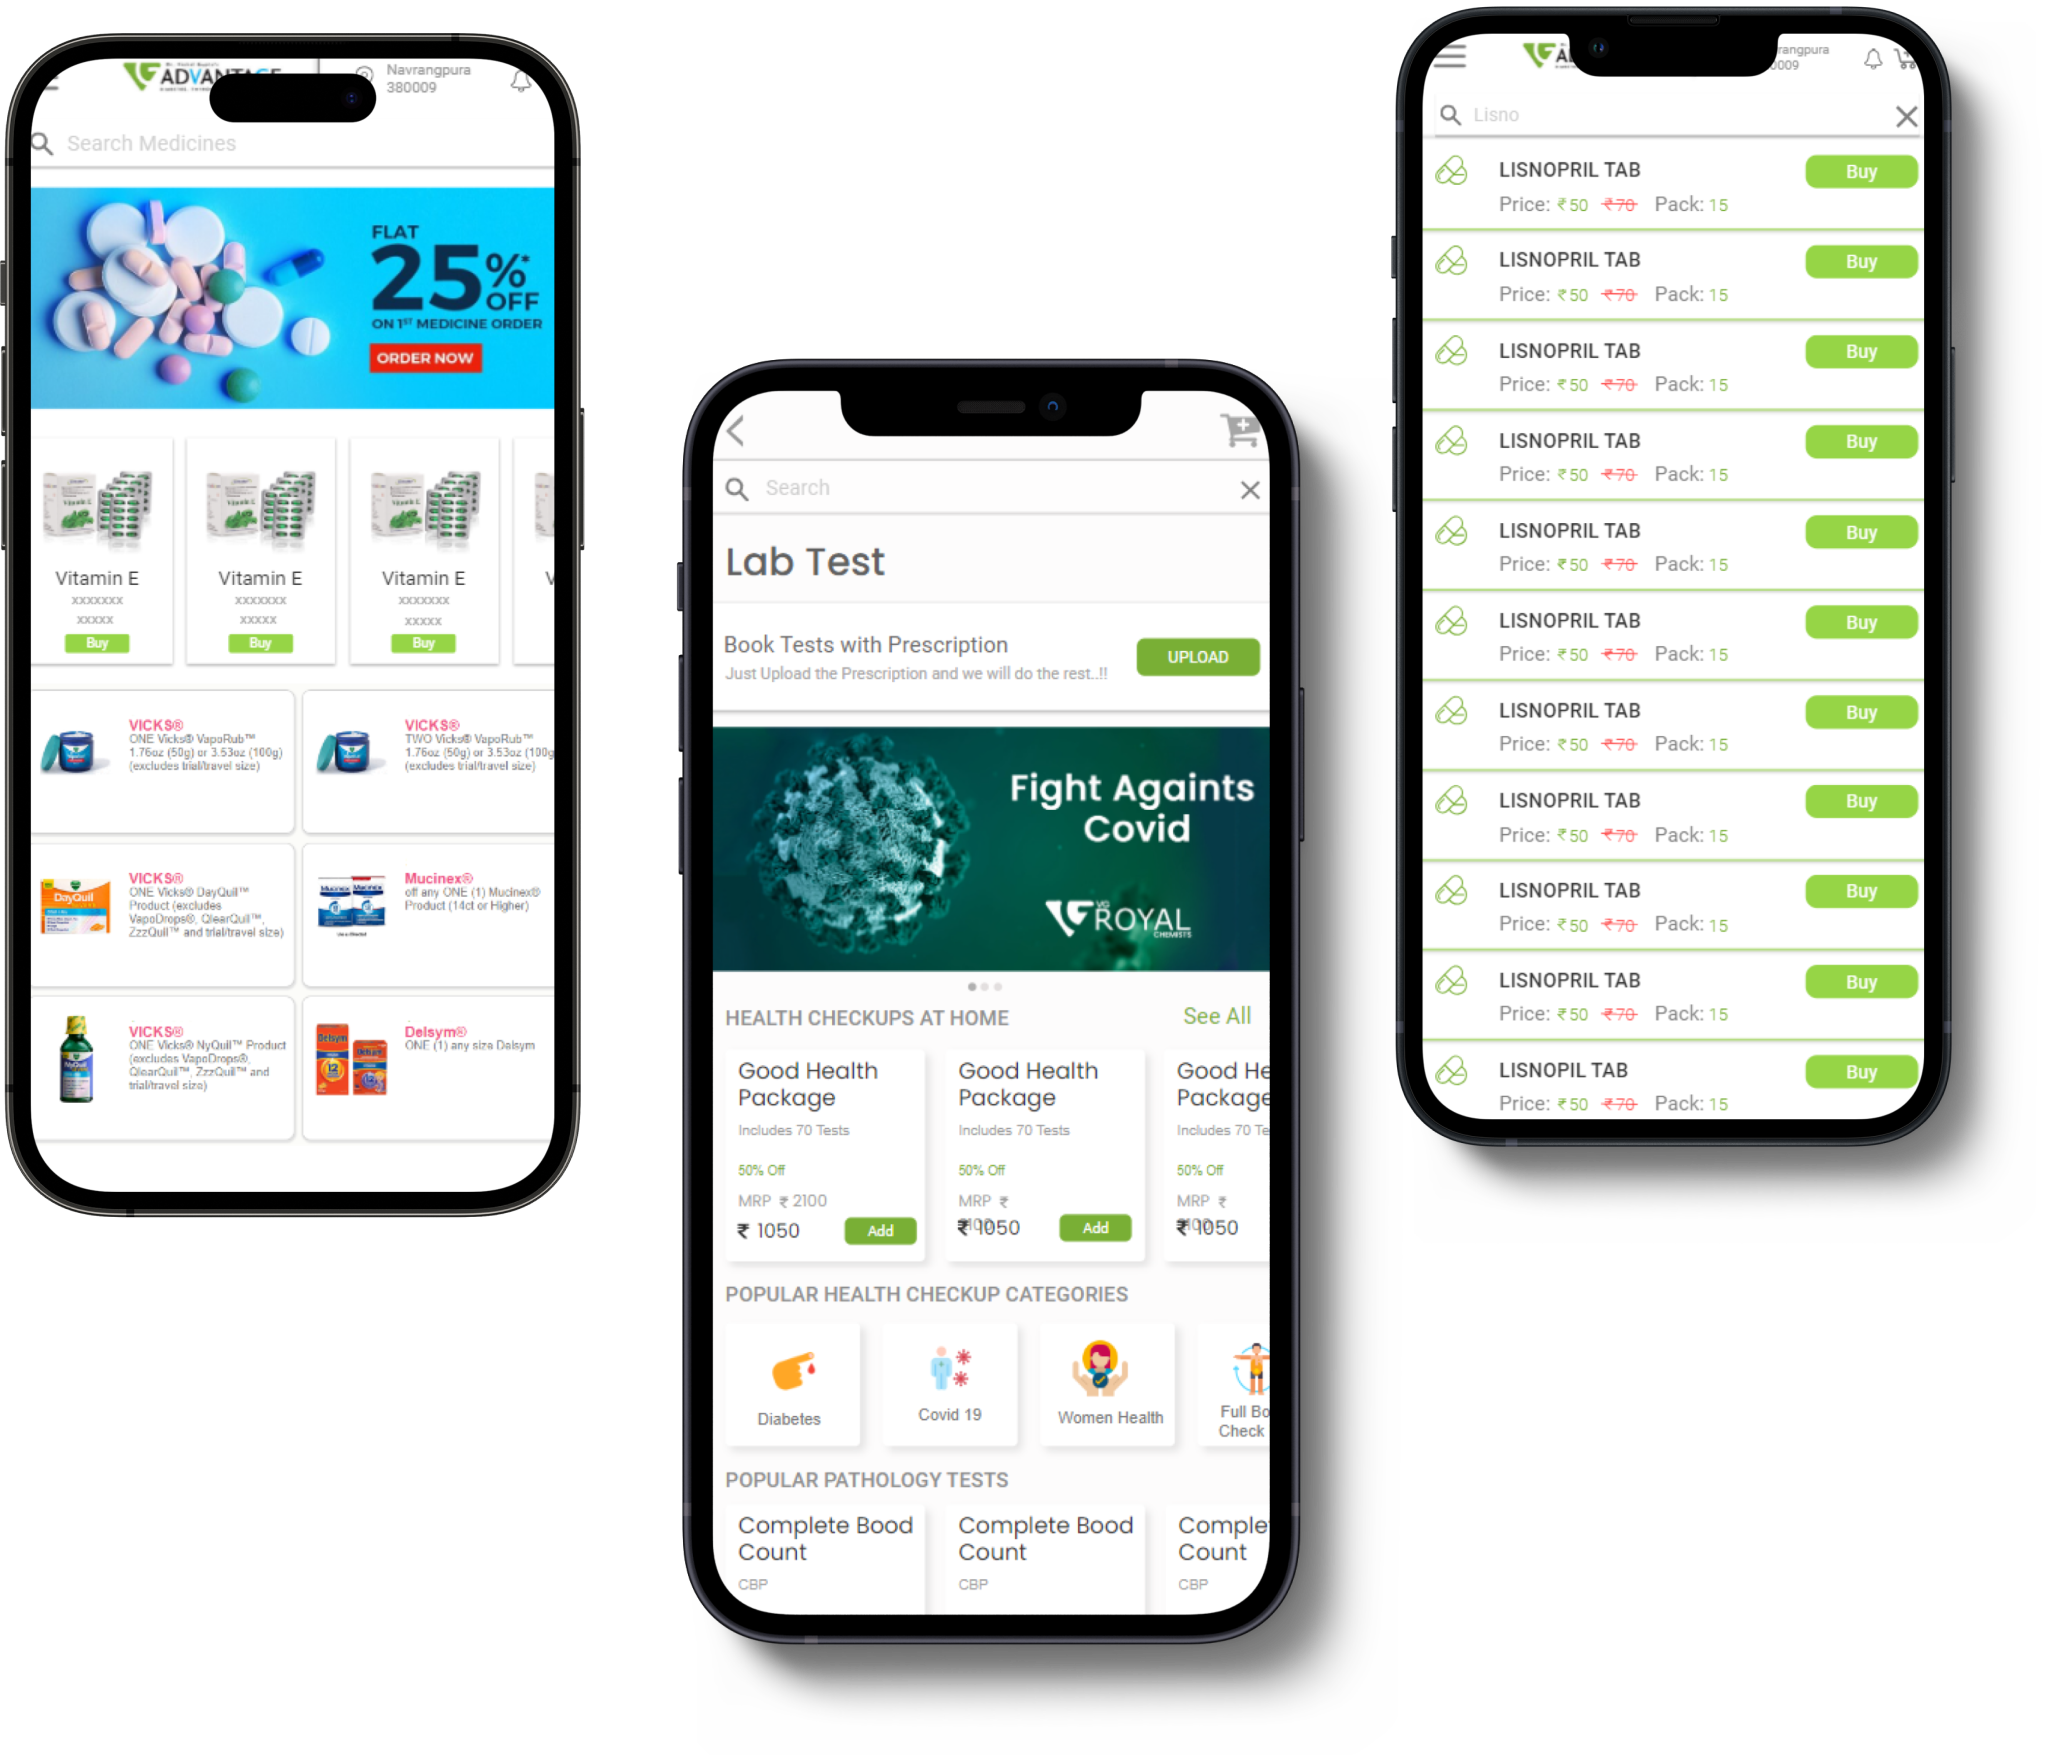 ADVANTAGE
Navrangpura
380009
Search Medicines
FLAT
25%*
OFF
ON 1ST MEDICINE ORDER
ORDER NOW
Vitamin E
xxxxxxx
xxxxx
Buy
Vitamin E
xxxxxxx
xxxxx
Buy
Vitamin E
xxxxxxx
xxxxx
Buy
VICKS®
ONE Vicks® VapoRub™
1.76oz (50g) or 3.53oz (100g)
(excludes trial/travel size)
VICKS®
TWO Vicks® VapoRub™
1.76oz (50g) or 3.53oz (100g
(excludes trial/travel size)
DayQuil
VICKS®
ONE Vicks® DayQuil™
Product (excludes
VapoDrops®, QlearQuil™,
ZzzQuil™ and trial/travel size)
Mucinex Mucinex
Mucinex®
off any ONE (1) Mucinex®
Product (14ct or Higher)
VICKS®
ONE Vicks® NyQuil™ Product
(excludes VapoDrops®,
QlearQuil™, ZzzQuil™ and
trial/travel size)
Delsym
12
Delsym
Delsym®
ONE (1) any size Delsym
Search
Lab Test
Book Tests with Prescription
Just Upload the Prescription and we will do the rest..!!
UPLOAD
Fight Againts
Covid
VG
ROYAL
CHEMISTS
HEALTH CHECKUPS AT HOME
See All
Good Health
Package
Includes 70 Tests
50% Off
MRP ₹ 2100
₹ 1050
Add
Good Health
Package
Includes 70 Tests
50% Off
MRP ₹
₹ 1050
Add
Good He
Package
Includes 70 Te
50% Off
MRP ₹
₹ 1050
POPULAR HEALTH CHECKUP CATEGORIES
Diabetes
Covid 19
Women Health
Full Bo
Check
POPULAR PATHOLOGY TESTS
Complete Bood
Count
CBP
Complete Bood
Count
CBP
Comple
Count
CBP
rangpura
0009
Lisno
LISNOPRIL TAB
Price: ₹50 ₹70 Pack: 15
Buy
LISNOPRIL TAB
Price: ₹50 ₹70 Pack: 15
Buy
LISNOPRIL TAB
Price: ₹50 ₹70 Pack: 15
Buy
LISNOPRIL TAB
Price: ₹50 ₹70 Pack: 15
Buy
LISNOPRIL TAB
Price: ₹50 ₹70 Pack: 15
Buy
LISNOPRIL TAB
Price: ₹50 ₹70 Pack: 15
Buy
LISNOPRIL TAB
Price: ₹50 ₹70 Pack: 15
Buy
LISNOPRIL TAB
Price: ₹50 ₹70 Pack: 15
Buy
LISNOPRIL TAB
Price: ₹50 ₹70 Pack: 15
Buy
LISNOPRIL TAB
Price: ₹50 ₹70 Pack: 15
Buy
LISNOPIL TAB
Price: ₹50 ₹70 Pack: 15
Buy